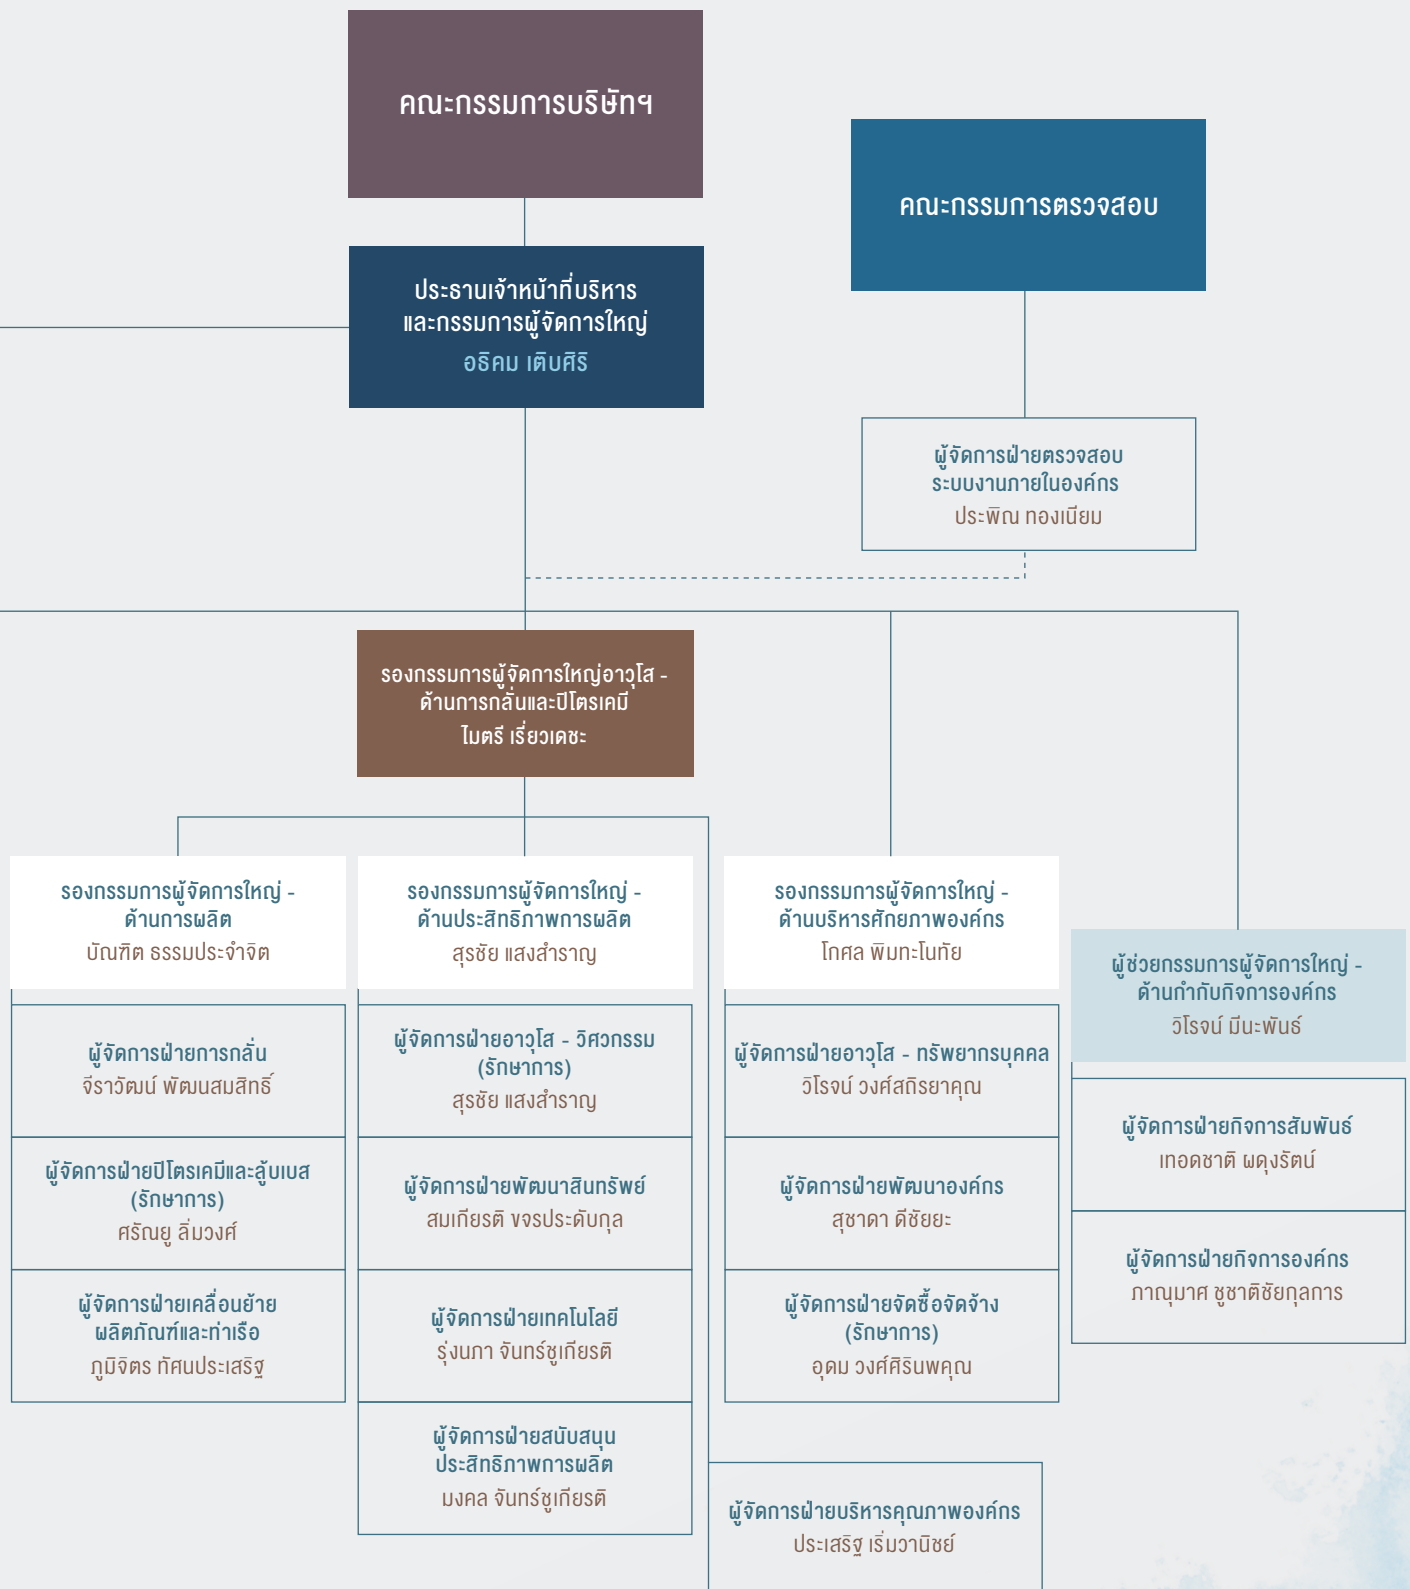 คณะกรรมการบริษัทฯ
คณะกรรมการตรวจสอบ
ประธานเจ้าหน้าที่บริหาร
และกรรมการผู้จัดการใหญ่
อธิคม เติบศิริ
ผู้จัดการฝ่ายตรวจสอบ
ระบบงานภายในองค์กร
ประพิณ ทองเนียม
รองกรรมการผู้จัดการใหญ่อาวุโส -
ด้านการกลั่นและปิโตรเคมี
ไมตรี เรี่ยวเดชะ
รองกรรมการผู้จัดการใหญ่ -
ด้านการผลิต
บัณฑิต ธรรมประจำจิต
ผู้จัดการฝ่ายการกลั่น
จีราวัฒน์ พัฒนสมสิทธิ์
ผู้จัดการฝ่ายปิโตรเคมีและลู้บเบส
(รักษาการ)
ศรัณยู ลิ่มวงศ์
ผู้จัดการฝ่ายเคลื่อนย้าย
ผลิตภัณฑ์และท่าเรือ
ภูมิจิตร ทัศนประเสริฐ
รองกรรมการผู้จัดการใหญ่ -
ด้านประสิทธิภาพการผลิต
สุรชัย แสงสำราญ
ผู้จัดการฝ่ายอาวุโส - วิศวกรรม
(รักษาการ)
สุรชัย แสงสำราญ
ผู้จัดการฝ่ายพัฒนาสินทรัพย์
สมเกียรติ ขจรประดับกุล
ผู้จัดการฝ่ายเทคโนโลยี
รุ่งนภา จันทร์ชูเกียรติ
ผู้จัดการฝ่ายสนับสนุน
ประสิทธิภาพการผลิต
มงคล จันทร์ชูเกียรติ
รองกรรมการผู้จัดการใหญ่ -
ด้านบริหารศักยภาพองค์กร
โกศล พิมทะโนทัย
ผู้จัดการฝ่ายอาวุโส - ทรัพยากรบุคคล
วิโรจน์ วงศ์สถิรยาคุณ
ผู้จัดการฝ่ายพัฒนาองค์กร
สุชาดา ดีชัยยะ
ผู้จัดการฝ่ายจัดซื้อจัดจ้าง
(รักษาการ)
อุดม วงศ์ศิรินพคุณ
ผู้ช่วยกรรมการผู้จัดการใหญ่ -
ด้านกำกับกิจการองค์กร
วิโรจน์ มีนะพันธ์
ผู้จัดการฝ่ายกิจการสัมพันธ์
เทอดชาติ ผดุงรัตน์
ผู้จัดการฝ่ายกิจการองค์กร
ภาณุมาศ ชูชาติชัยกุลการ
ผู้จัดการฝ่ายบริหารคุณภาพองค์กร
ประเสริฐ เริ่มวานิชย์